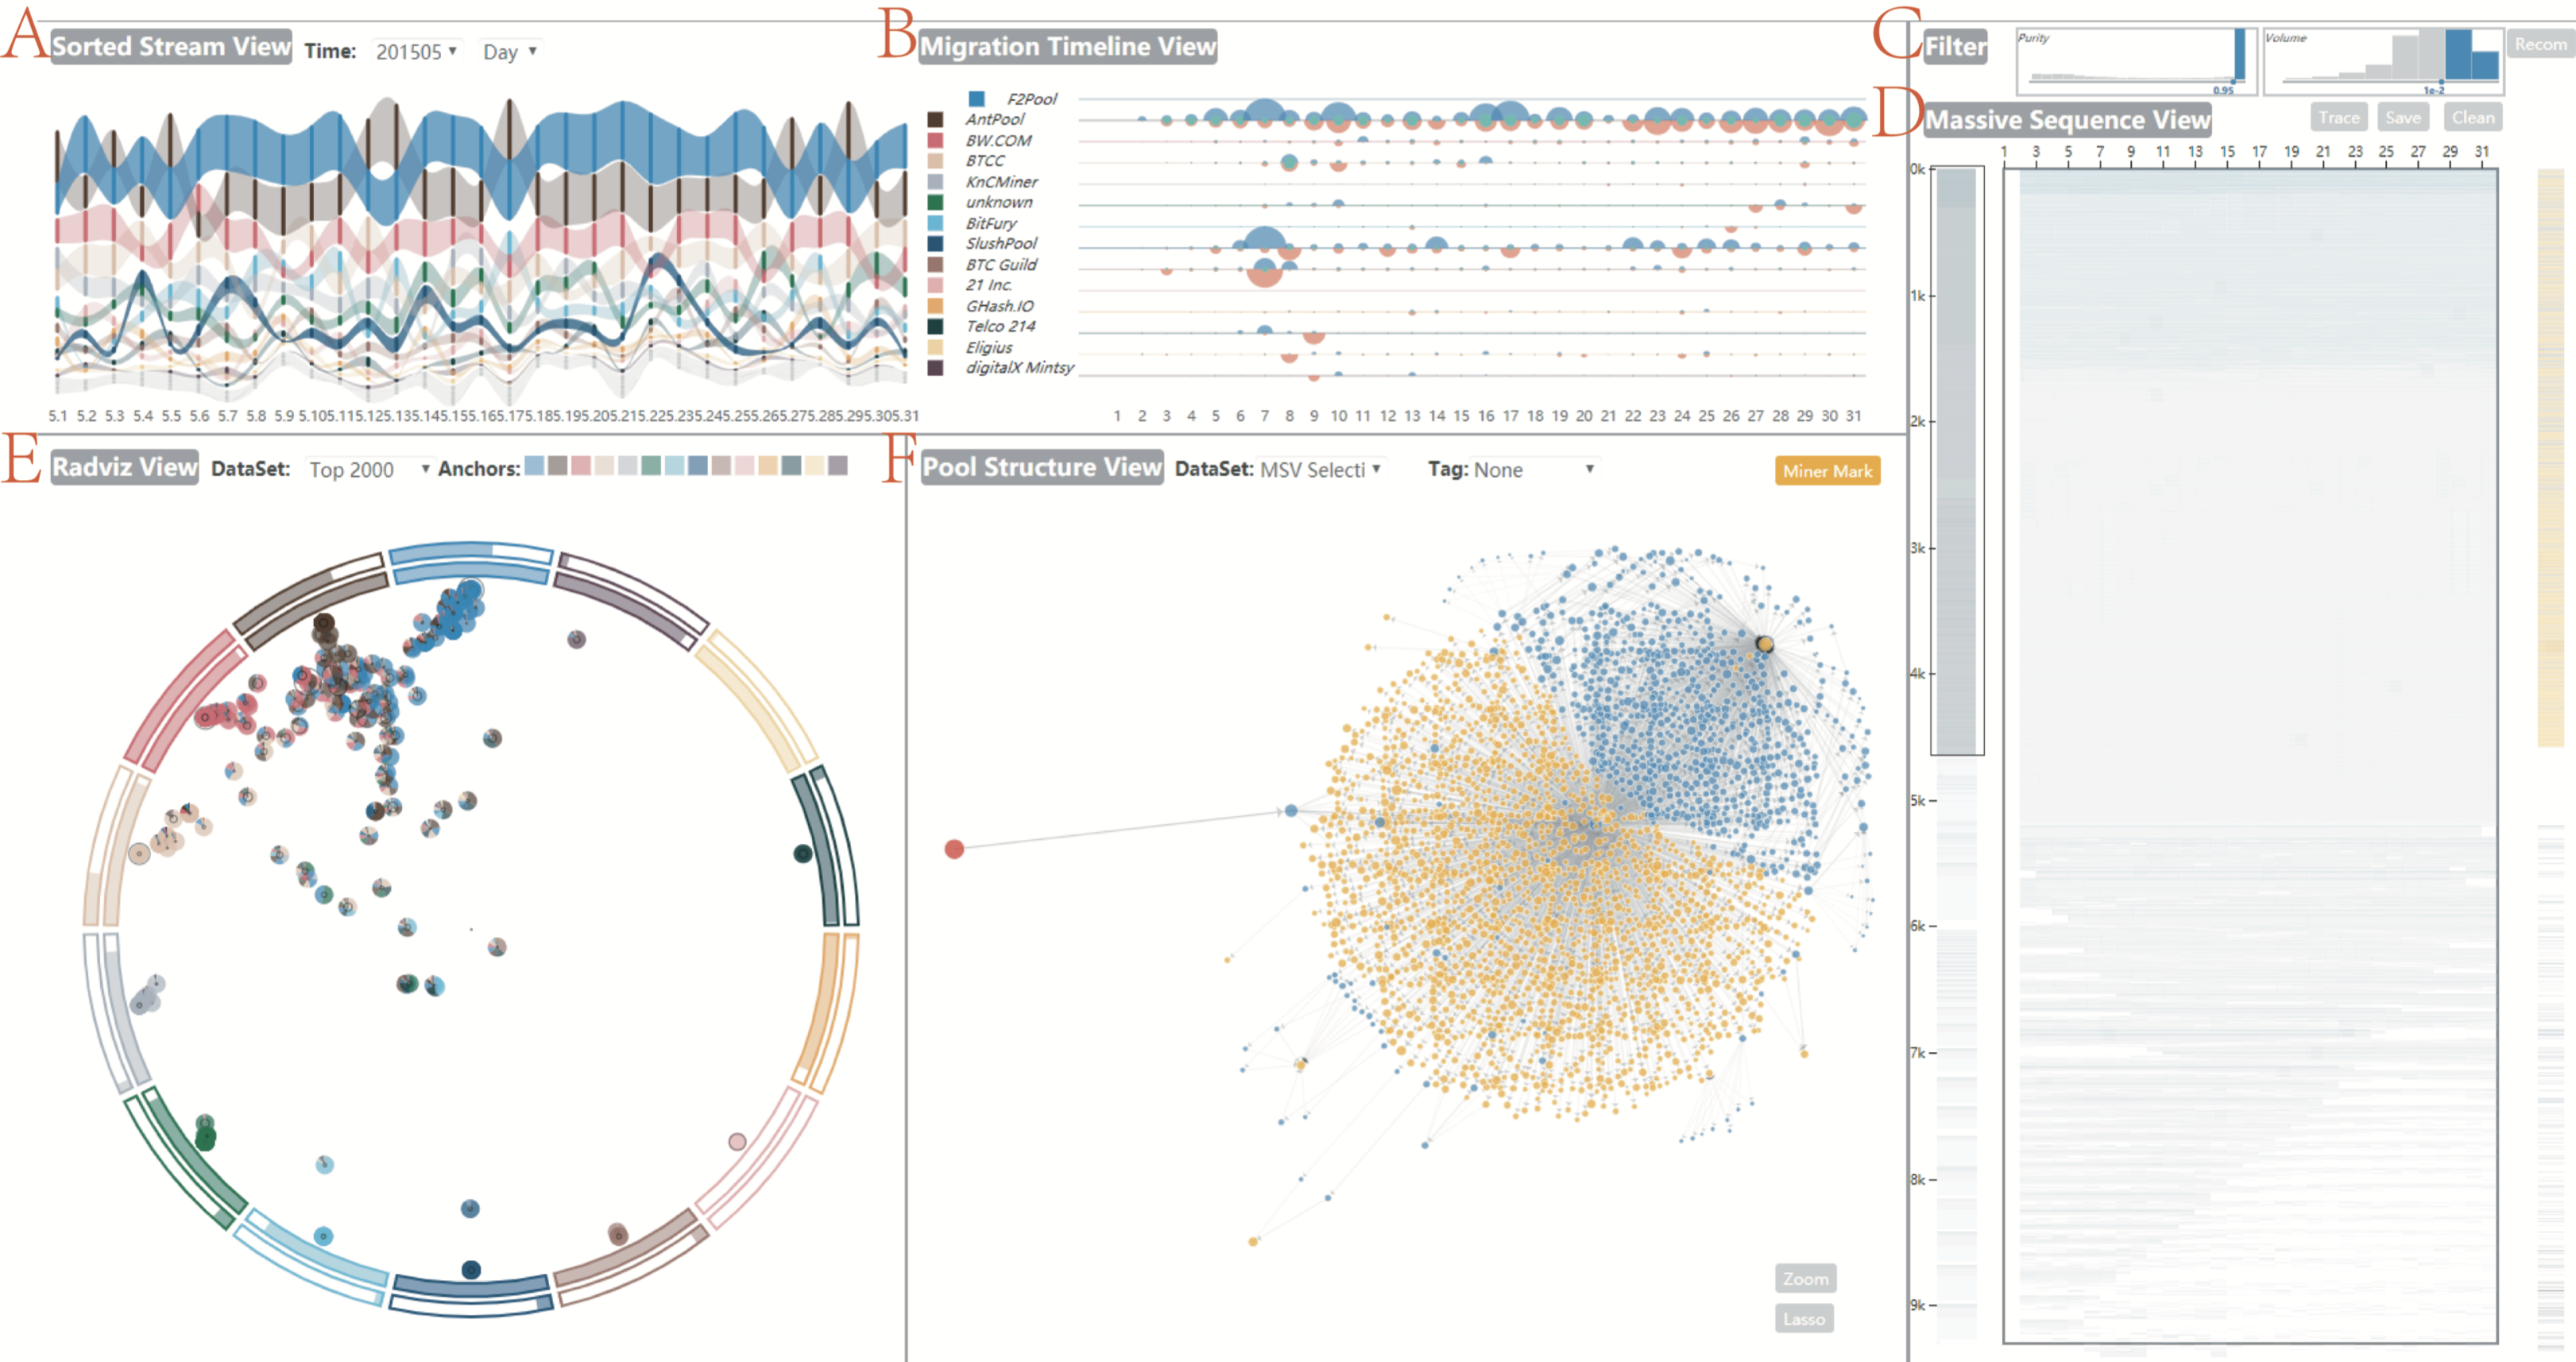 A Sorted Stream View Time: 201505 Day
5.1 5.2 5.3 5.4 5.5 5.6 5.7 5.8 5.9 5.10 5.11 5.12 5.13 5.14 5.15 5.16 5.17 5.18 5.19 5.20 5.21 5.22 5.23 5.24 5.25 5.26 5.27 5.28 5.29 5.30 5.31
B Migration Timeline View
F2Pool
AntPool
BW.COM
BTCC
KnCMiner
unknown
BitFury
SlushPool
BTC Guild
21 Inc.
GHash.IO
Telco 214
Eligius
digitalX Mintsy
1 2 3 4 5 6 7 8 9 10 11 12 13 14 15 16 17 18 19 20 21 22 23 24 25 26 27 28 29 30 31
C Filter Purity Volume Recom
0.95 1e-2
D Massive Sequence View Trace Save Clean
1 3 5 7 9 11 13 15 17 19 21 23 25 27 29 31
0k
1k
2k
3k
4k
5k
6k
7k
8k
9k
E Radviz View DataSet: Top 2000 Anchors:
F Pool Structure View DataSet: MSV Selecti Tag: None Miner Mark
Zoom
Lasso